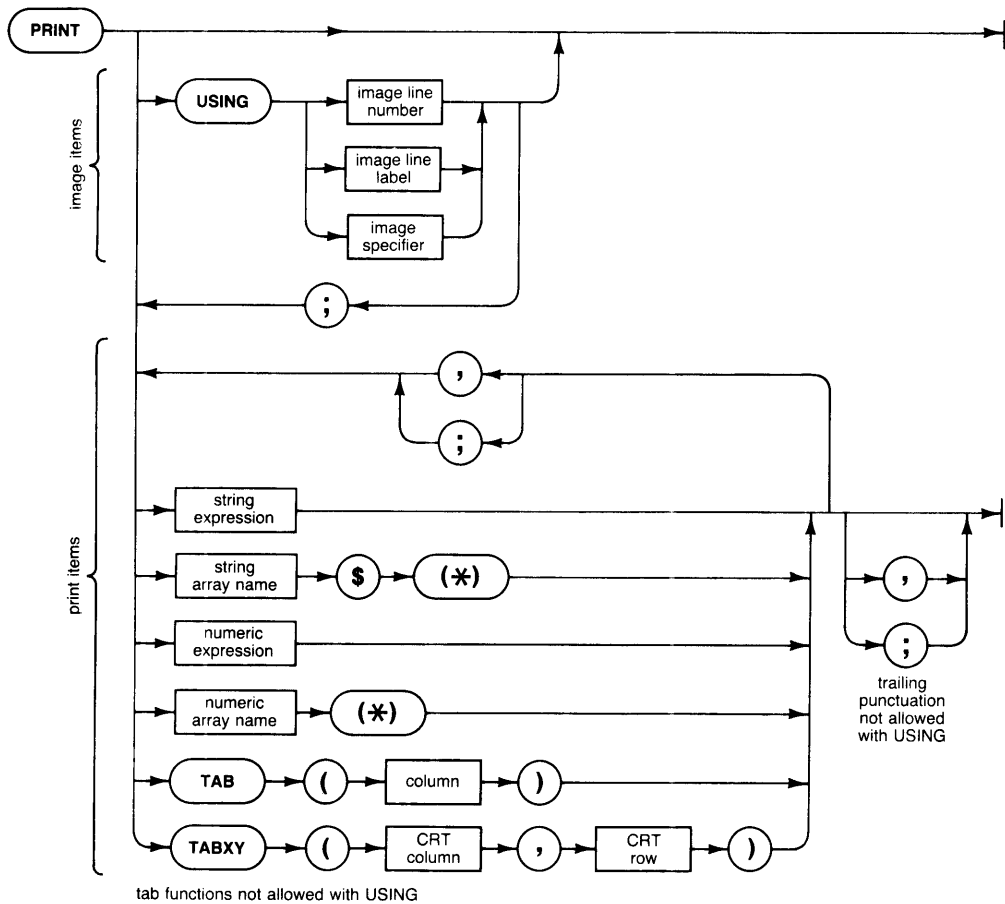 PRINT
image items
USING
image line
number
image line
label
image
specifier
;
print items
,
;
string
expression
string
array name
$
(*)
numeric
expression
numeric
array name
(*)
,
;
trailing
punctuation
not allowed
with USING
TAB
(
column
)
TABXY
(
CRT
column
,
CRT
row
)
tab functions not allowed with USING